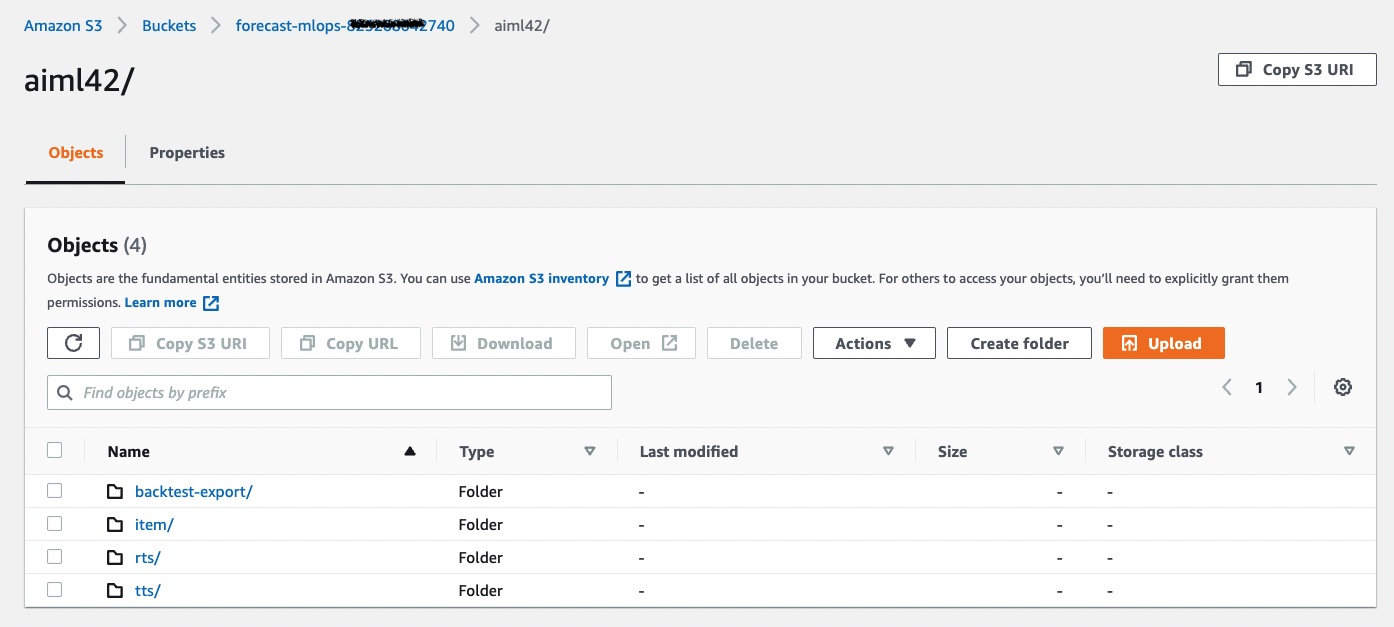 Amazon S3 > Buckets > forecast-mlops-2740 > aiml42/
aiml42/
Copy S3 URI
Objects
Properties
Objects (4)
Objects are the fundamental entities stored in Amazon S3. You can use Amazon S3 inventory to get a list of all objects in your bucket. For others to access your objects, you'll need to explicitly grant them
permissions. Learn more
Copy S3 URI Copy URL Download Open Delete Actions Create folder Upload
Find objects by prefix
1
Name Type Last modified Size Storage class
backtest-export/ Folder - - -
item/ Folder - - -
rts/ Folder - - -
tts/ Folder - - -